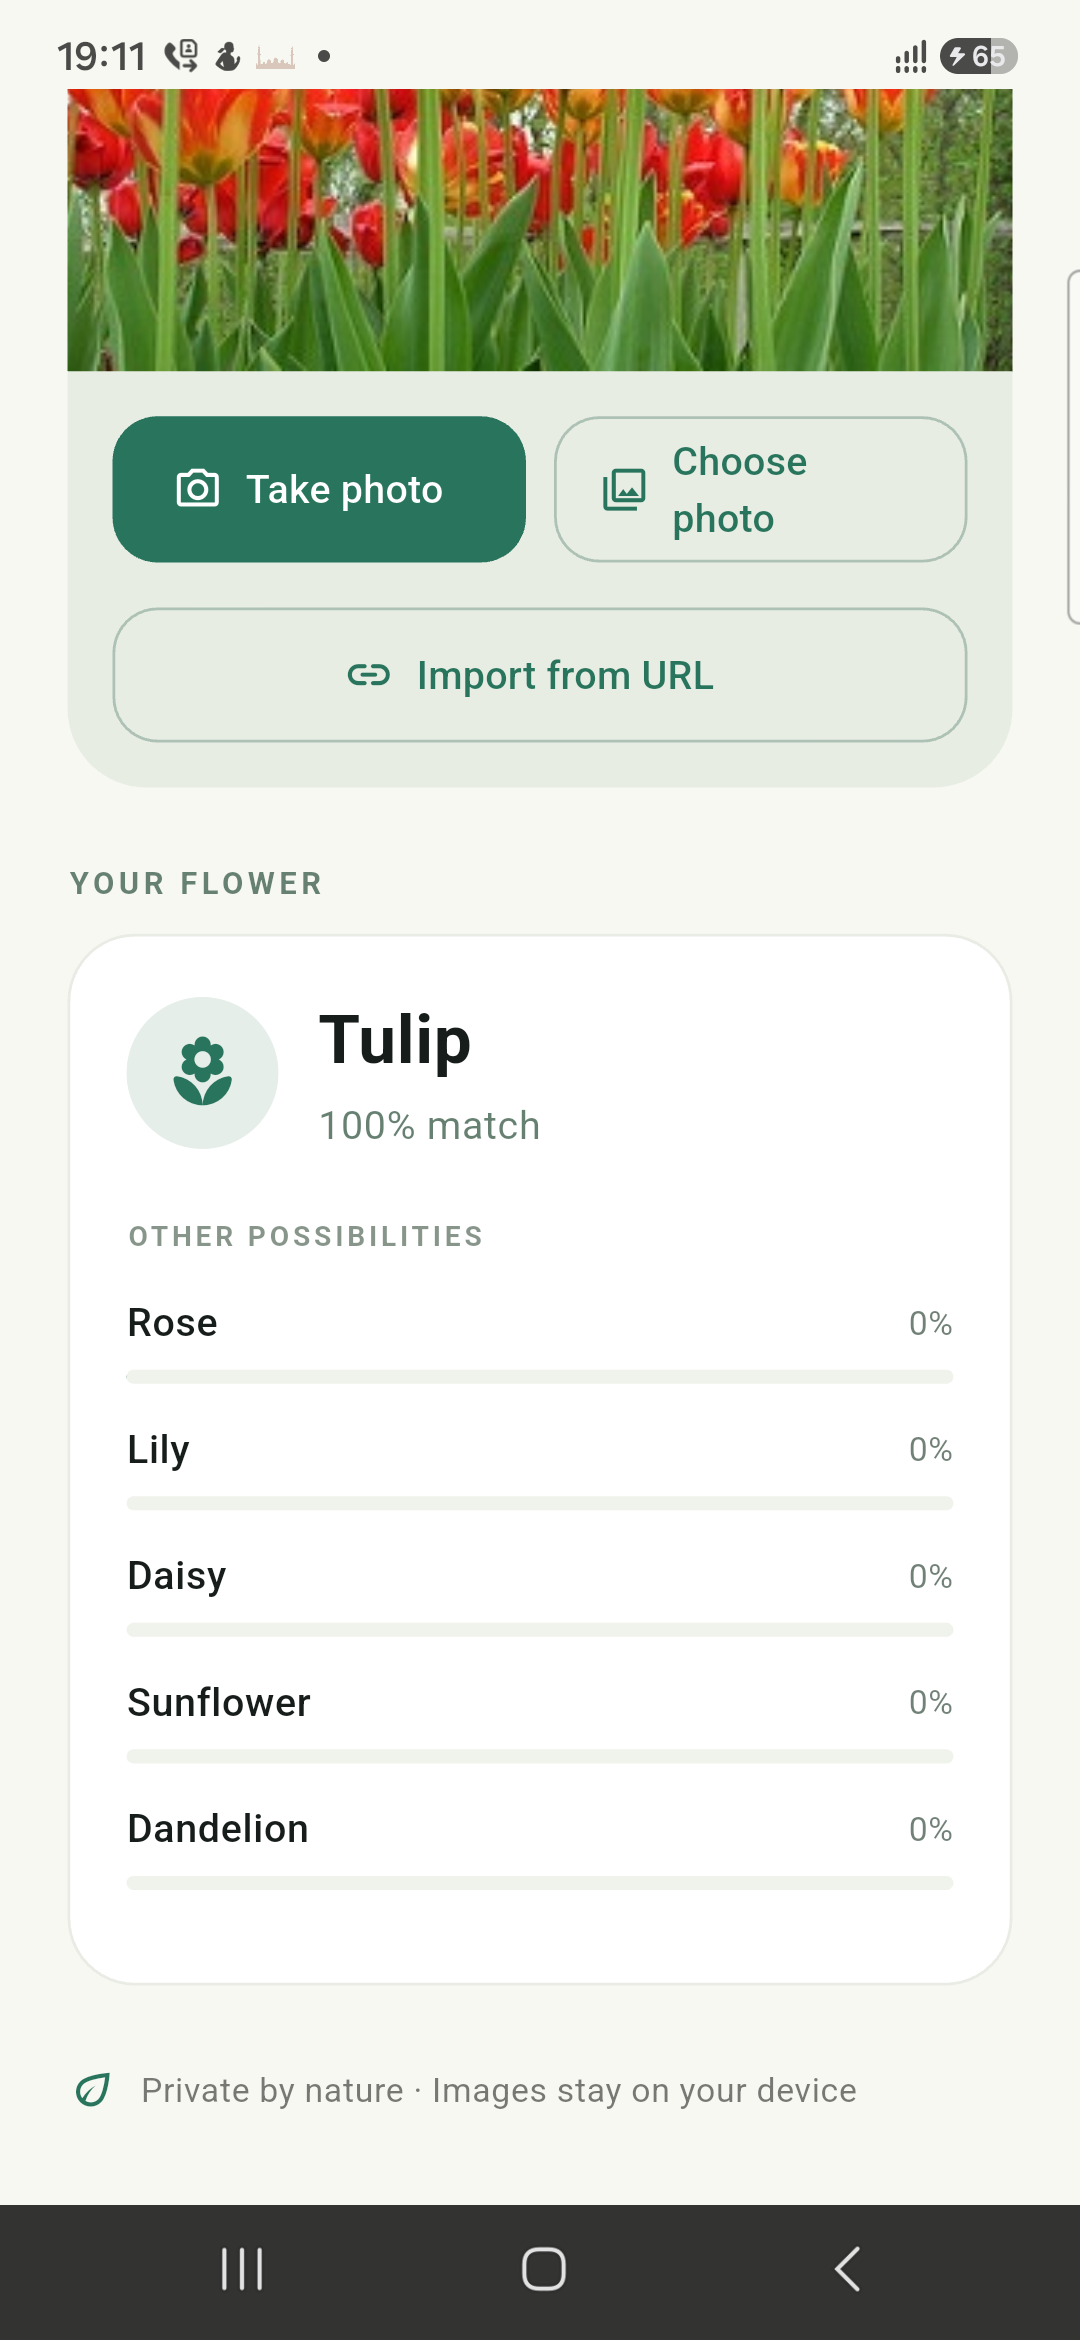 19:11
65
Take photo
Choose
photo
Import from URL
YOUR FLOWER
Tulip
100% match
OTHER POSSIBILITIES
Rose
0%
Lily
0%
Daisy
0%
Sunflower
0%
Dandelion
0%
Private by nature · Images stay on your device